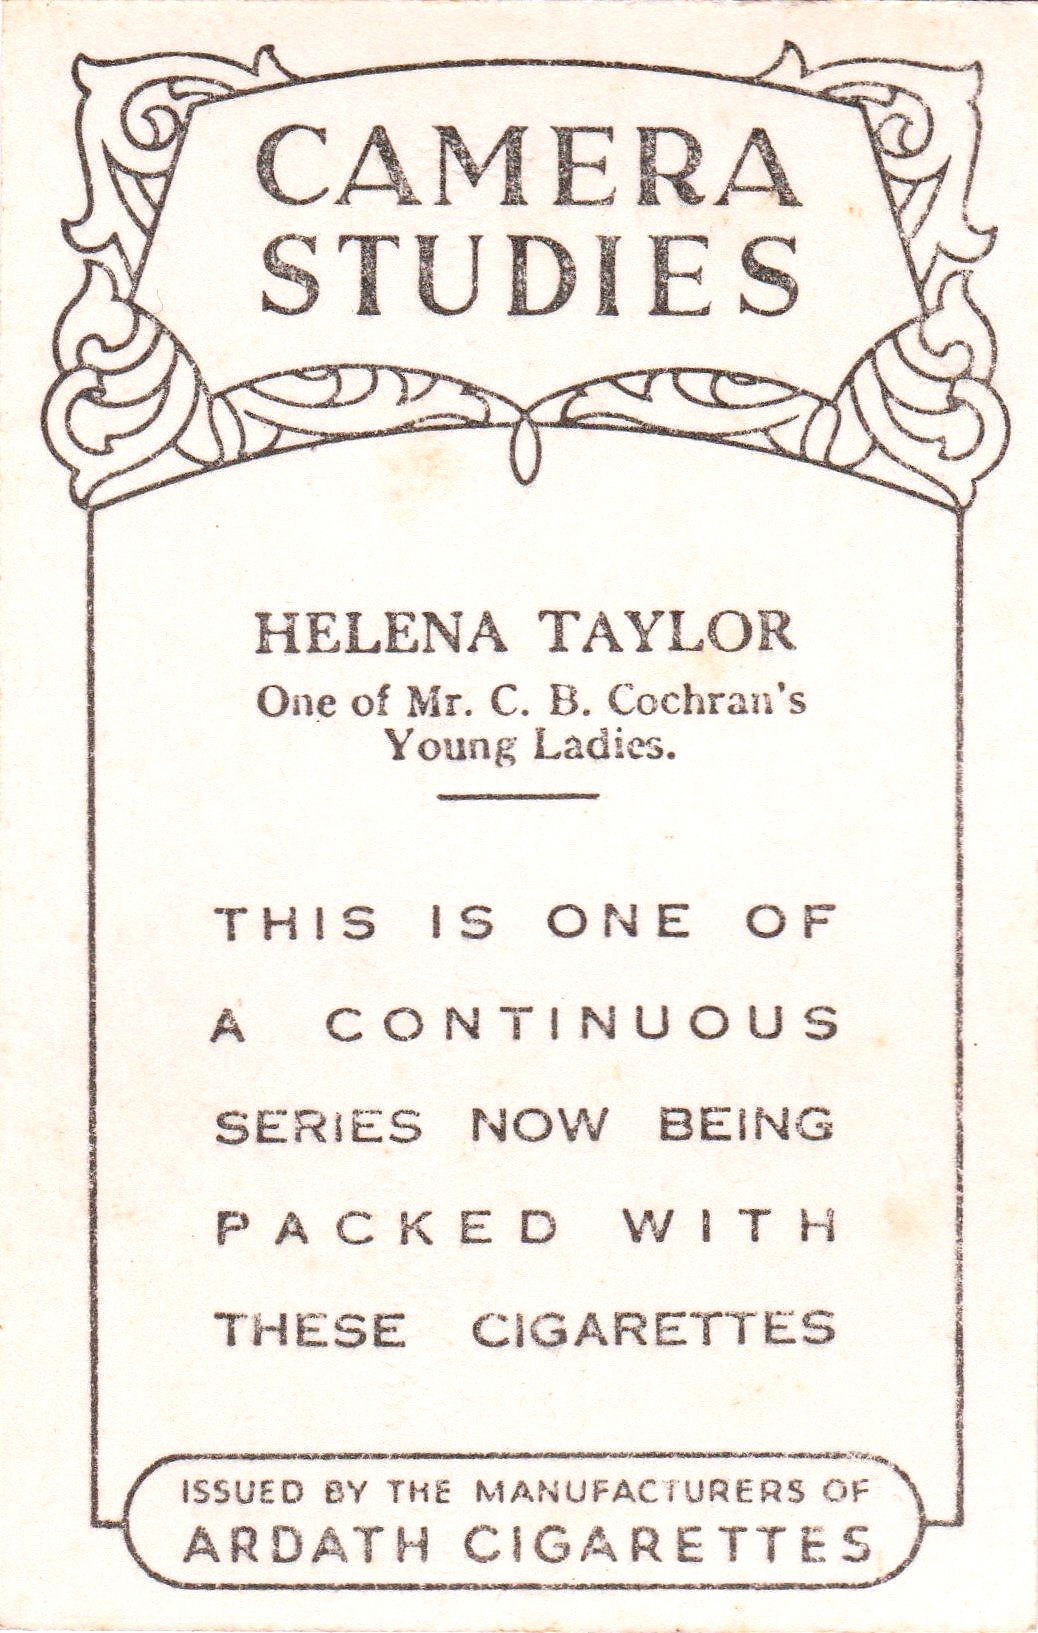 CAMERA
STUDIES
HELENA TAYLOR
One of Mr. C. B. Cochran's
Young Ladies.
THIS IS ONE OF
A CONTINUOUS
SERIES NOW BEING
PACKED WITH
THESE CIGARETTES
ISSUED BY THE MANUFACTURERS OF
ARDATH CIGARETTES